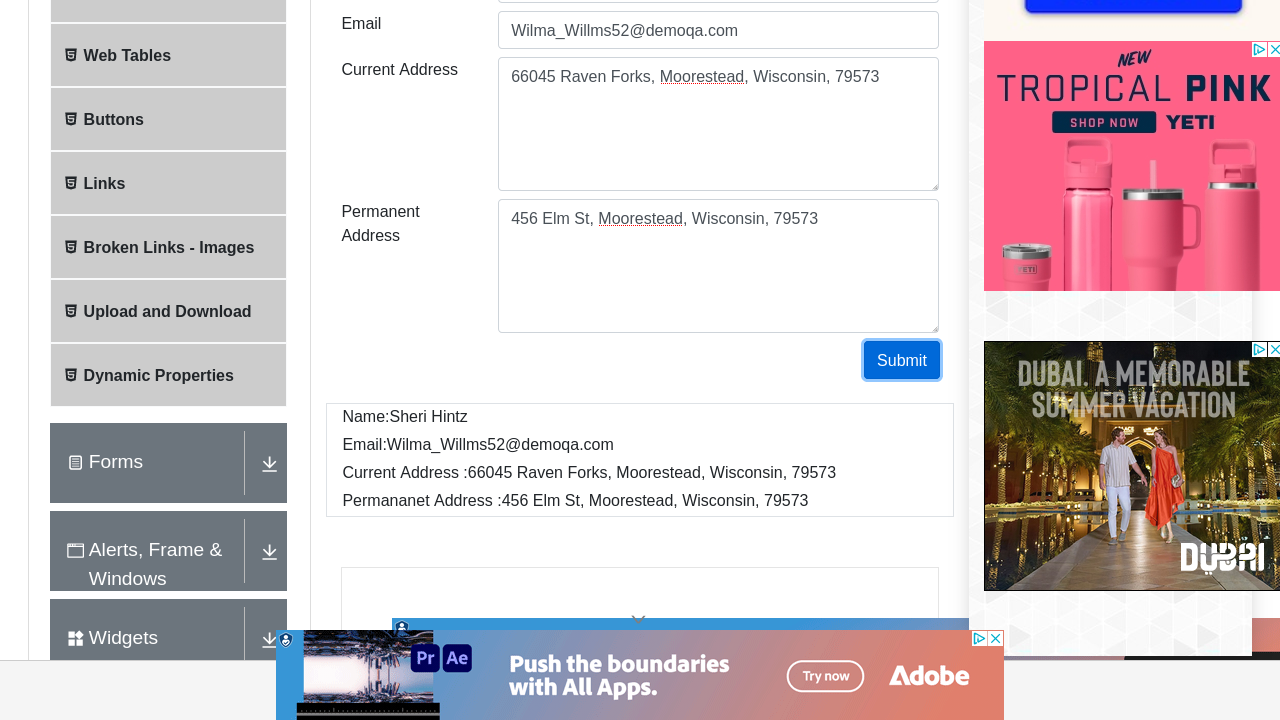 Email
Wilma_Willms52@demoqa.com
Current Address
66045 Raven Forks, Moorestead, Wisconsin, 79573
Permanent
Address
456 Elm St, Moorestead, Wisconsin, 79573
Submit
Name:Sheri Hintz
Email:Wilma_Willms52@demoqa.com
Current Address :66045 Raven Forks, Moorestead, Wisconsin, 79573
Permananet Address :456 Elm St, Moorestead, Wisconsin, 79573
Web Tables
Buttons
Links
Broken Links - Images
Upload and Download
Dynamic Properties
Forms
Alerts, Frame &
Windows
Widgets
NEW
TROPICAL PINK
SHOP NOW YETI
DUBAI. A MEMORABLE
SUMMER VACATION
DUBAI
Pr Ae
Push the boundaries
with All Apps.
Try now
Adobe